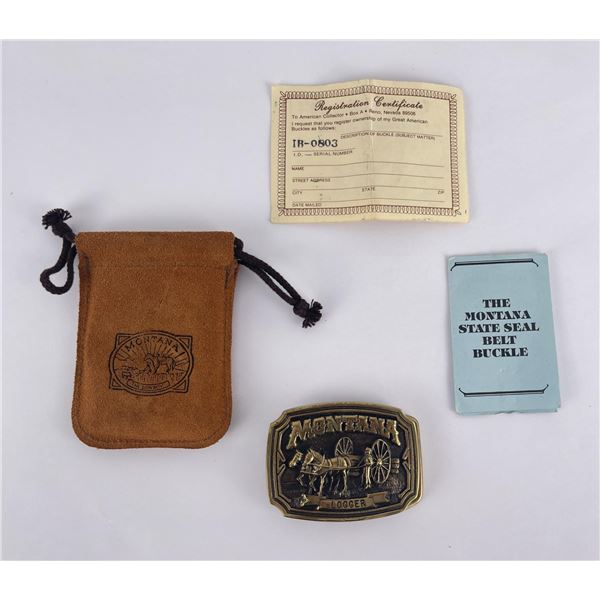 Registration Certificate
To American Collector • Box A • Reno, Nevada 89506
I request that you register ownership of my Great American
Buckles as follows:
DESCRIPTION OF BUCKLE (SUBJECT MATTER)
IB-0803
I.D. — SERIAL NUMBER
NAME
STREET ADDRESS
CITY STATE ZIP
DATE MAILED
MONTANA
THE
MONTANA
STATE SEAL
BELT
BUCKLE
MONTANA
LOGGER